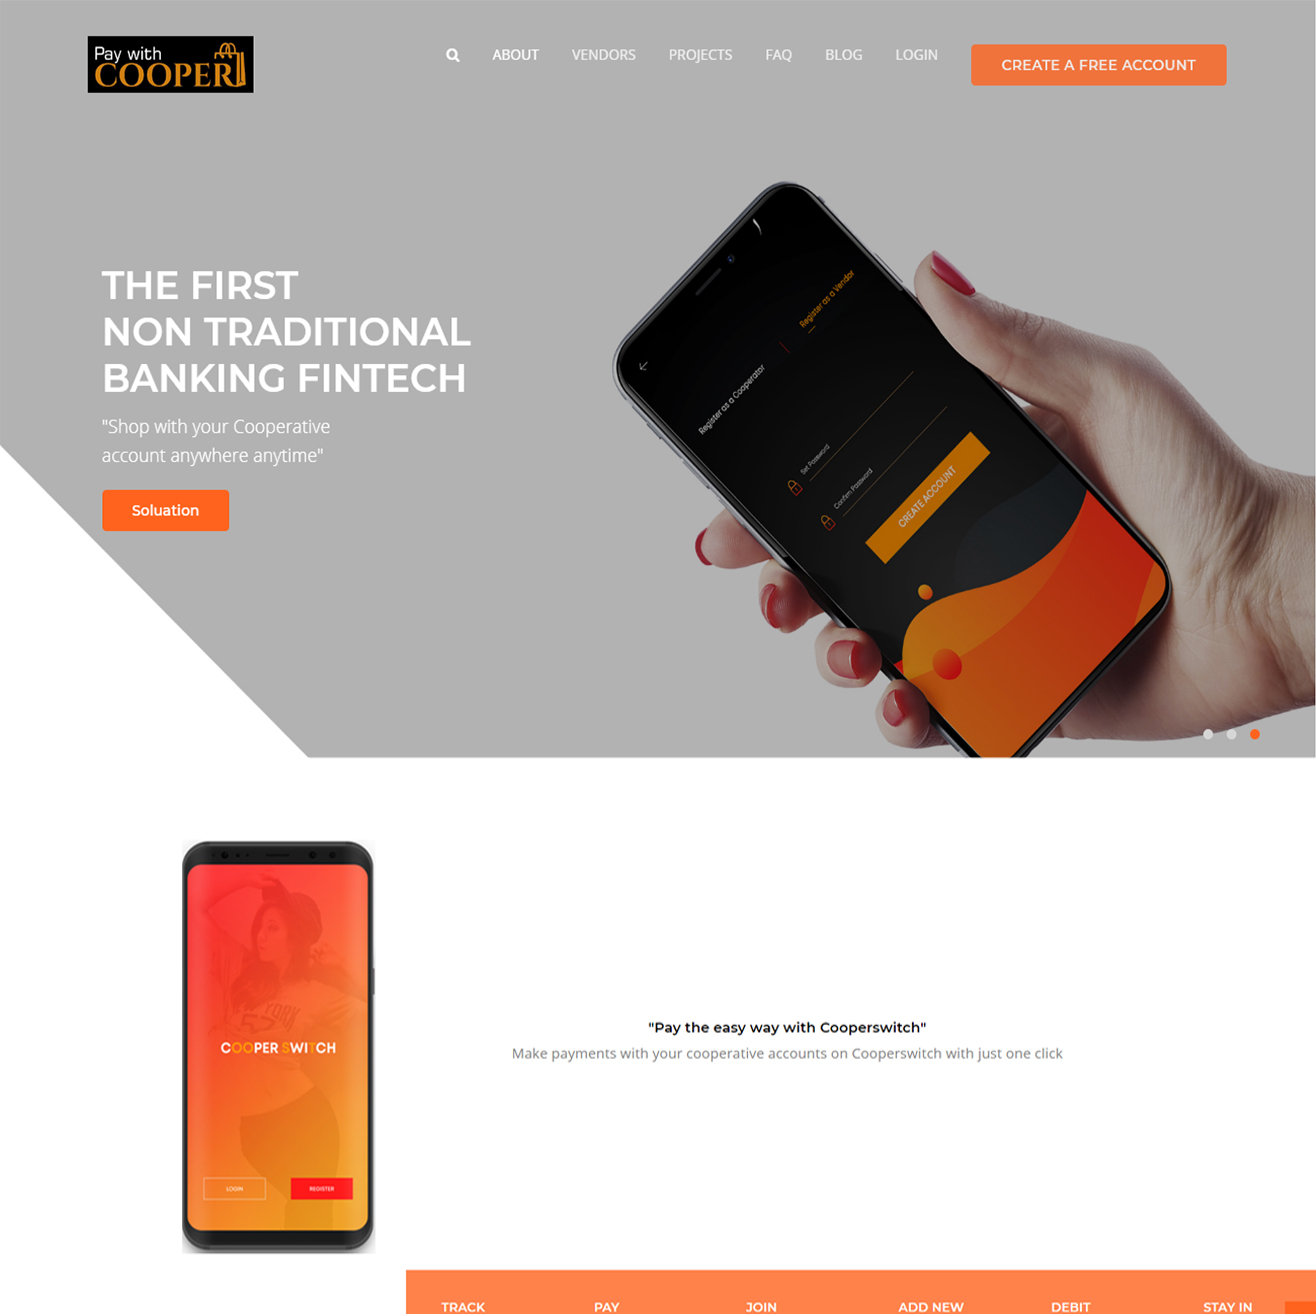 Pay with
COOPER
ABOUT
VENDORS
PROJECTS
FAQ
BLOG
LOGIN
CREATE A FREE ACCOUNT
THE FIRST
NON TRADITIONAL
BANKING FINTECH
"Shop with your Cooperative
account anywhere anytime"
Soluation
Register as a Cooperator
Register as a Vendor
Set Password
Confirm Password
CREATE ACCOUNT
NEW YORK
52
COOPER SWITCH
LOGIN
REGISTER
"Pay the easy way with Cooperswitch"
Make payments with your cooperative accounts on Cooperswitch with just one click
TRACK
PAY
JOIN
ADD NEW
DEBIT
STAY IN